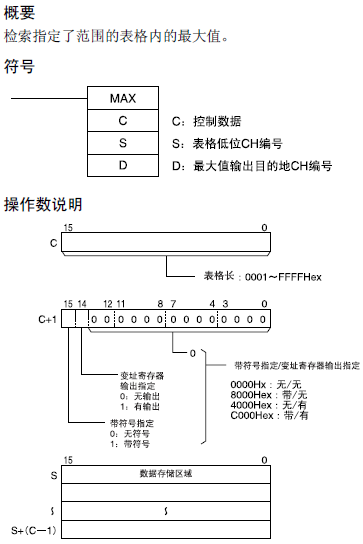 概要
检索指定了范围的表格内的最大值。
符号
MAX
C C：控制数据
S S：表格低位CH编号
D D：最大值输出目的地CH编号
操作数说明
15 0
C
表格长：0001～FFFFHex
15 14 12 11 8 7 4 3 0
C+1 0 0 0 0 0 0 0 0 0 0 0 0 0 0
0
变址寄存器
输出指定
0：无输出
1：有输出
带符号指定
0：无符号
1：带符号
带符号指定/变址寄存器输出指定
0000Hx：无/无
8000Hex：带/无
4000Hex：无/有
C000Hex：带/有
15 0
S 数据存储区域
≀ ≀
S+(C－1)